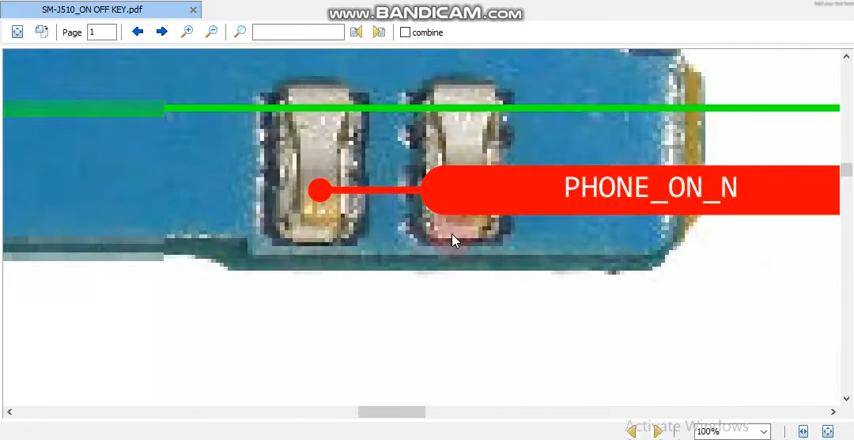 SM-J510_ON OFF KEY.pdf
www.BANDICAM.com
Page 1
combine
PHONE_ON_N
Activate Windows
100%